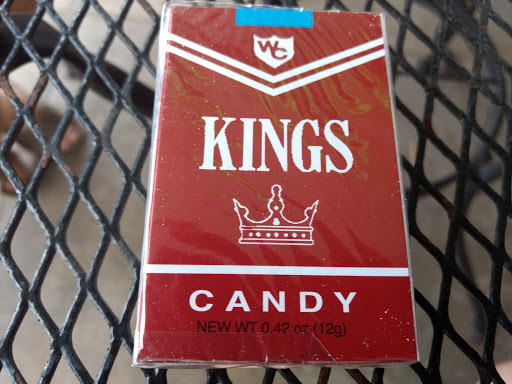 WC
KINGS
CANDY
NEW WT 0.42 oz (12g)